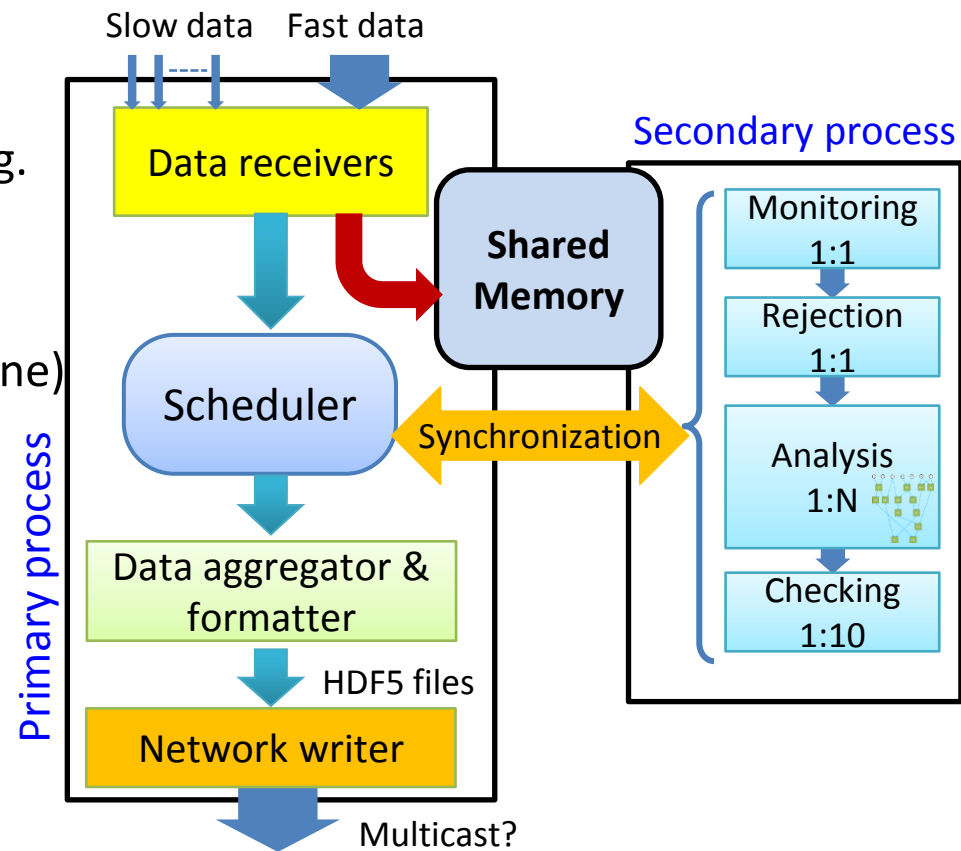 Slow data
Fast data
g.
Data receivers
Secondary process
Shared
Memory
Monitoring
1:1
Rejection
1:1
ne)
Scheduler
Synchronization
Analysis
1:N
Primary process
Data aggregator &
formatter
Checking
1:10
HDF5 files
Network writer
Multicast?